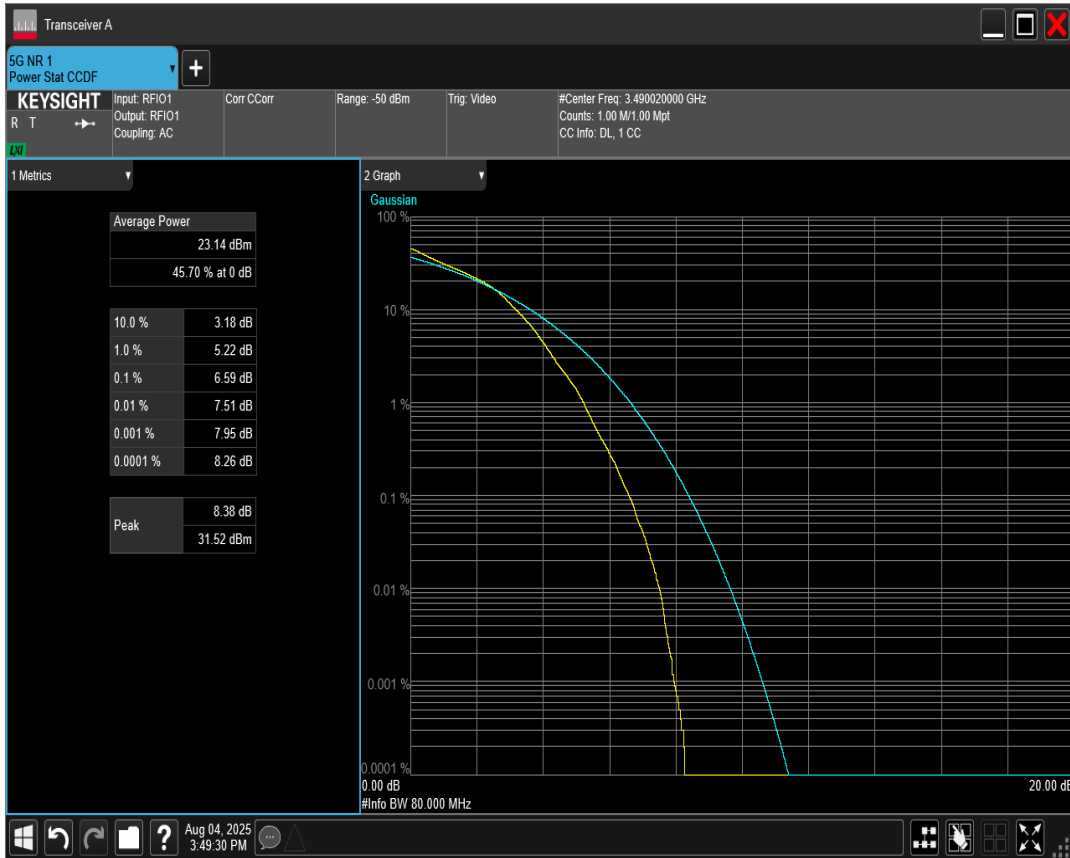 Transceiver A
5G NR 1
Power Stat CCDF
KEYSIGHT
R T
LXI
Input: RFIO1
Output: RFIO1
Coupling: AC
Corr CCorr
Range: -50 dBm
Trig: Video
#Center Freq: 3.490020000 GHz
Counts: 1.00 M/1.00 Mpt
CC Info: DL, 1 CC
1 Metrics
Average Power
23.14 dBm
45.70 % at 0 dB
10.0 % 3.18 dB
1.0 % 5.22 dB
0.1 % 6.59 dB
0.01 % 7.51 dB
0.001 % 7.95 dB
0.0001 % 8.26 dB
Peak
8.38 dB
31.52 dBm
2 Graph
Gaussian
100 %
10 %
1 %
0.1 %
0.01 %
0.001 %
0.0001 %
0.00 dB 20.00 dB
#Info BW 80.000 MHz
?
Aug 04, 2025
3:49:30 PM